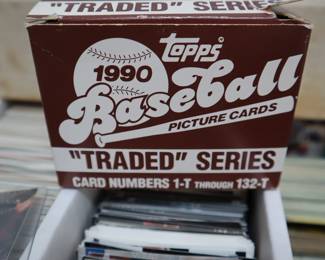 "TRADED" SERIES
Topps
1990
Baseball
PICTURE CARDS
"TRADED" SERIES
CARD NUMBERS 1-T THROUGH 132-T